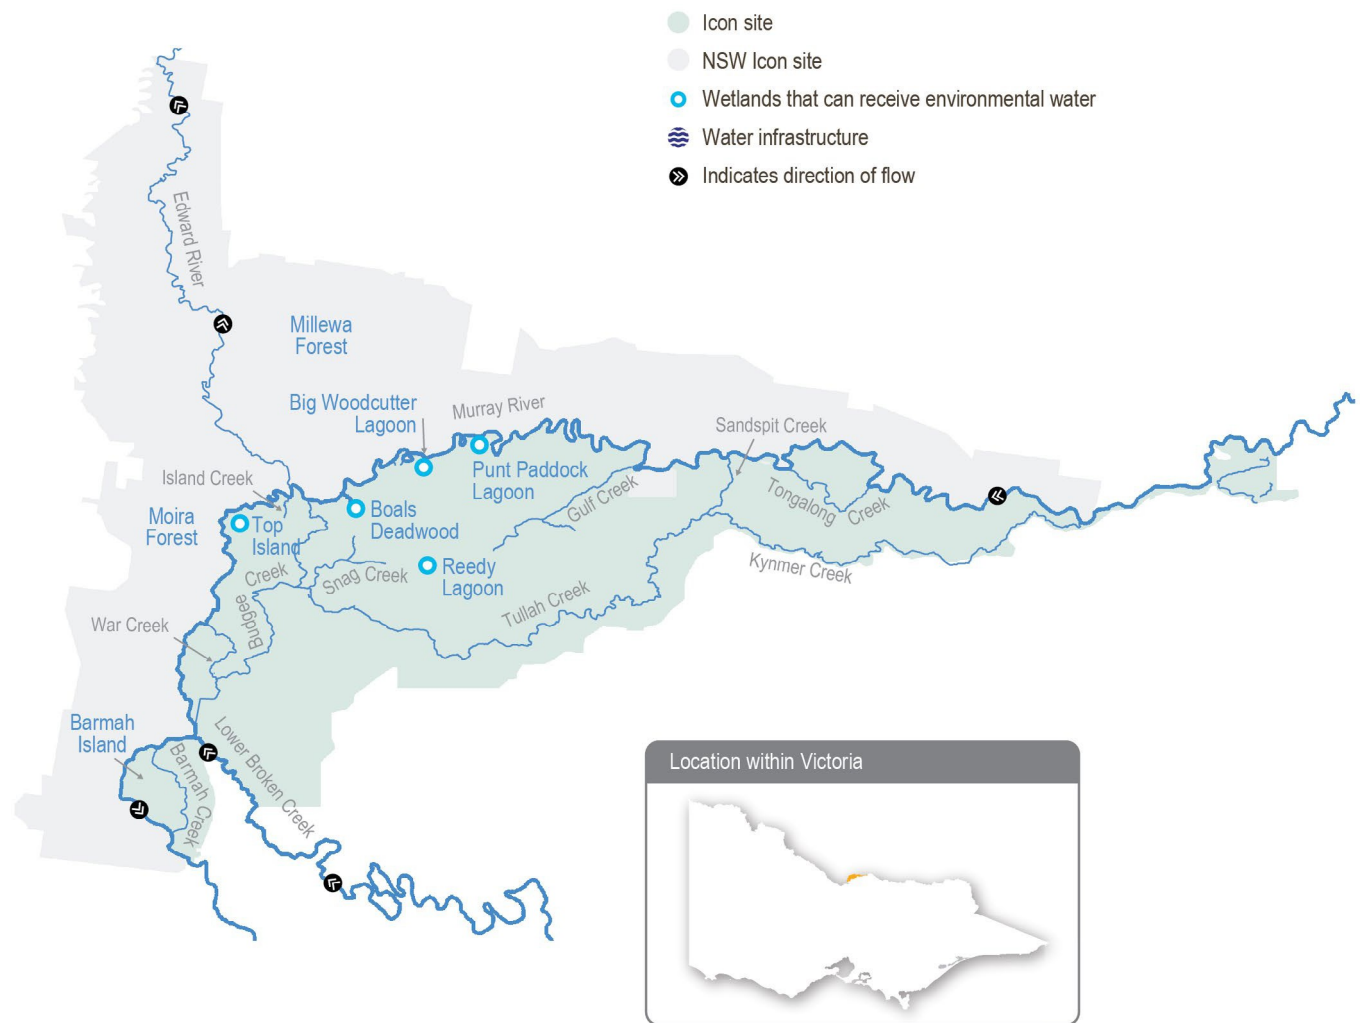 Icon site
NSW Icon site
Wetlands that can receive environmental water
Water infrastructure
Indicates direction of flow
Edward River
Millewa
Forest
Big Woodcutter
Lagoon
Murray River
Sandspit Creek
Island Creek
Punt Paddock
Lagoon
Gulf Creek
Tongalong
Creek
Moira
Forest
Top
Island
Boals
Deadwood
Kynmer Creek
Creek
Budgee
Snag Creek
Reedy
Lagoon
Tullah Creek
War Creek
Barmah
Island
Barmah Creek
Lower Broken Creek
Location within Victoria